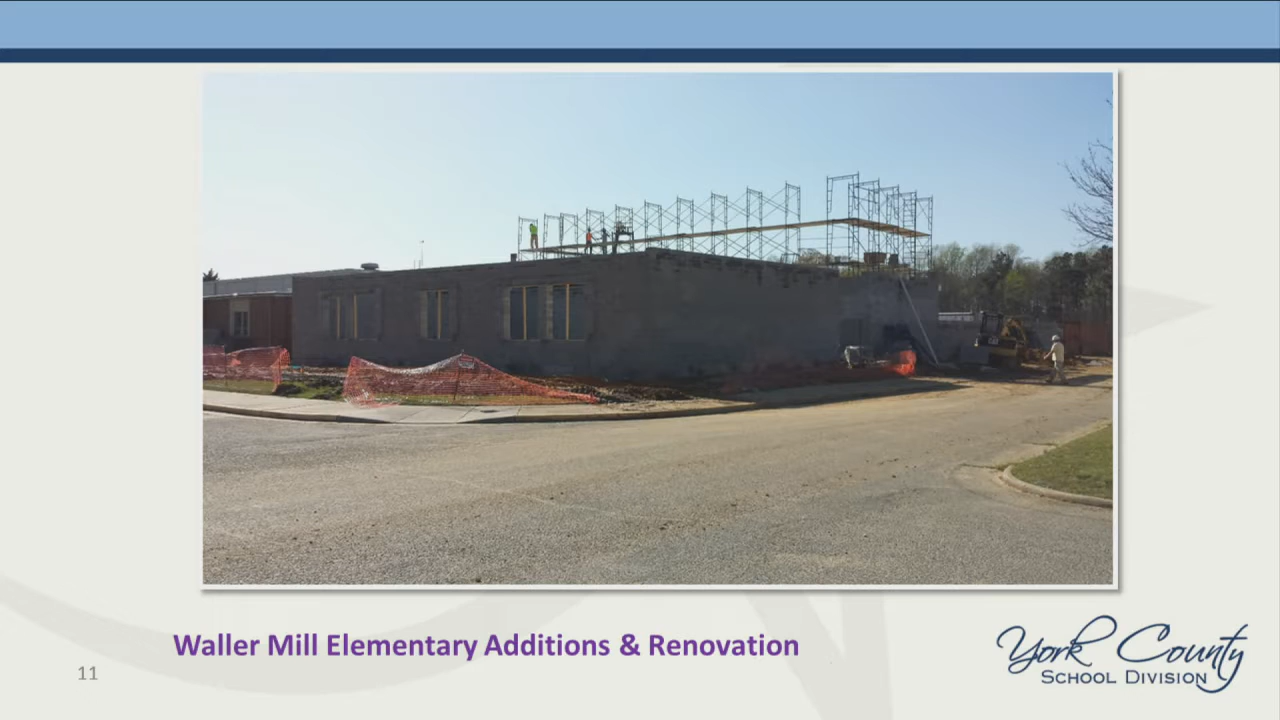 Waller Mill Elementary Additions & Renovation
11
York County
SCHOOL DIVISION